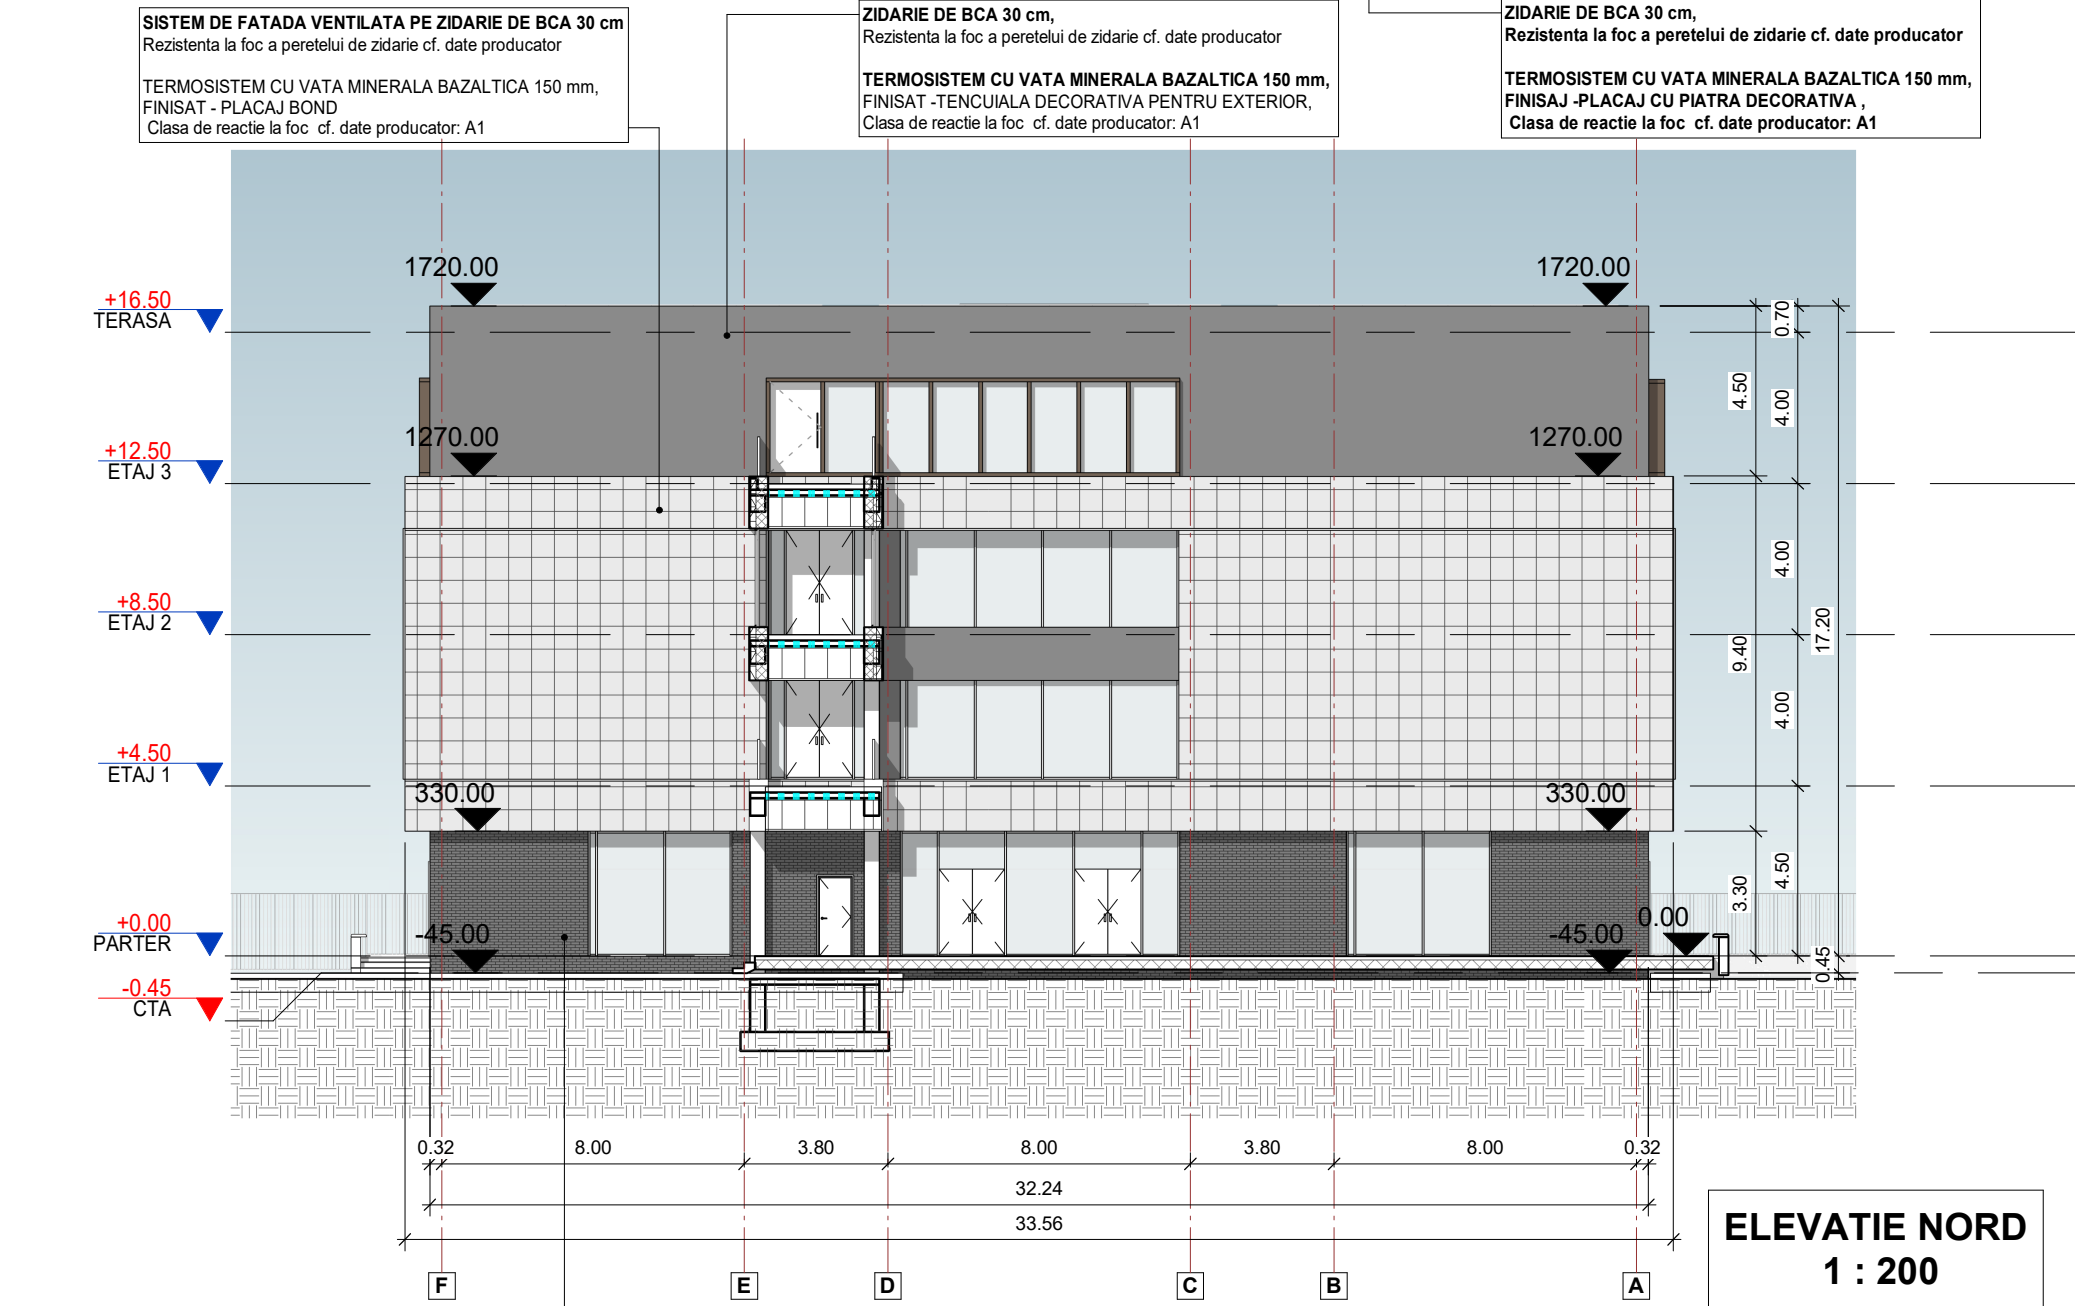 SISTEM DE FATADA VENTILATA PE ZIDARIE DE BCA 30 cm
Rezistenta la foc a peretelui de zidarie cf. date producator
TERMOSISTEM CU VATA MINERALA BAZALTICA 150 mm,
FINISAT - PLACAJ BOND
Clasa de reactie la foc cf. date producator: A1
ZIDARIE DE BCA 30 cm,
Rezistenta la foc a peretelui de zidarie cf. date producator
TERMOSISTEM CU VATA MINERALA BAZALTICA 150 mm,
FINISAT -TENCUIALA DECORATIVA PENTRU EXTERIOR,
Clasa de reactie la foc cf. date producator: A1
ZIDARIE DE BCA 30 cm,
Rezistenta la foc a peretelui de zidarie cf. date producator
TERMOSISTEM CU VATA MINERALA BAZALTICA 150 mm,
FINISAJ -PLACAJ CU PIATRA DECORATIVA ,
Clasa de reactie la foc cf. date producator: A1
1720.00
1720.00
+16.50
TERASA
0.70
4.50
4.00
1270.00
1270.00
+12.50
ETAJ 3
4.00
+8.50
ETAJ 2
17.20
9.40
4.00
+4.50
ETAJ 1
330.00
330.00
4.50
3.30
+0.00
PARTER
-45.00
-45.00
0.00
0.45
-0.45
CTA
0.32
8.00
3.80
8.00
3.80
8.00
0.32
32.24
33.56
F
E
D
C
B
A
ELEVATIE NORD
1 : 200